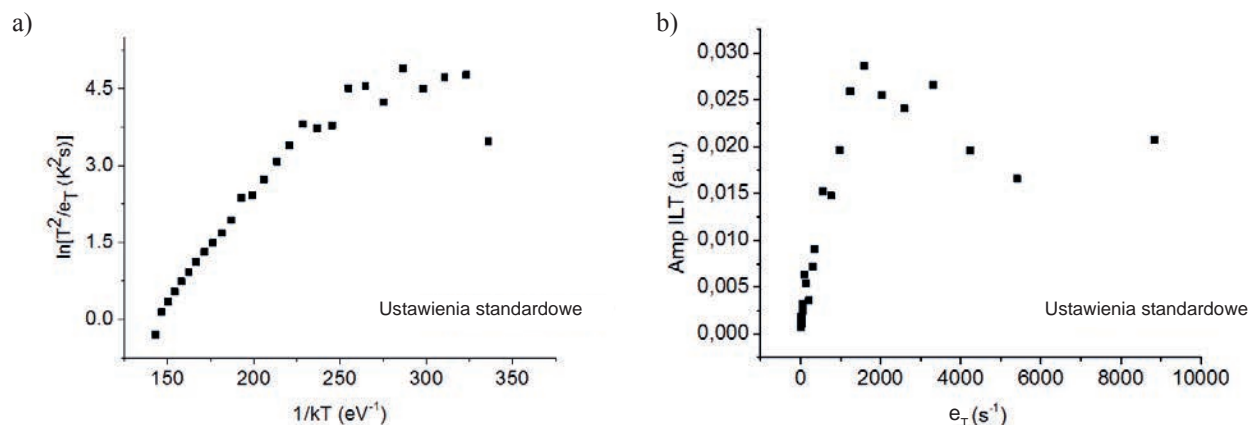 a)
ln[T²/eT (K²s)]
4.5
3.0
1.5
0.0
Ustawienia standardowe
150 200 250 300 350
1/kT (eV⁻¹)
b)
Amp ILT (a.u.)
0,030
0,025
0,020
0,015
0,010
0,005
0,000
Ustawienia standardowe
0 2000 4000 6000 8000 10000
eT (s⁻¹)